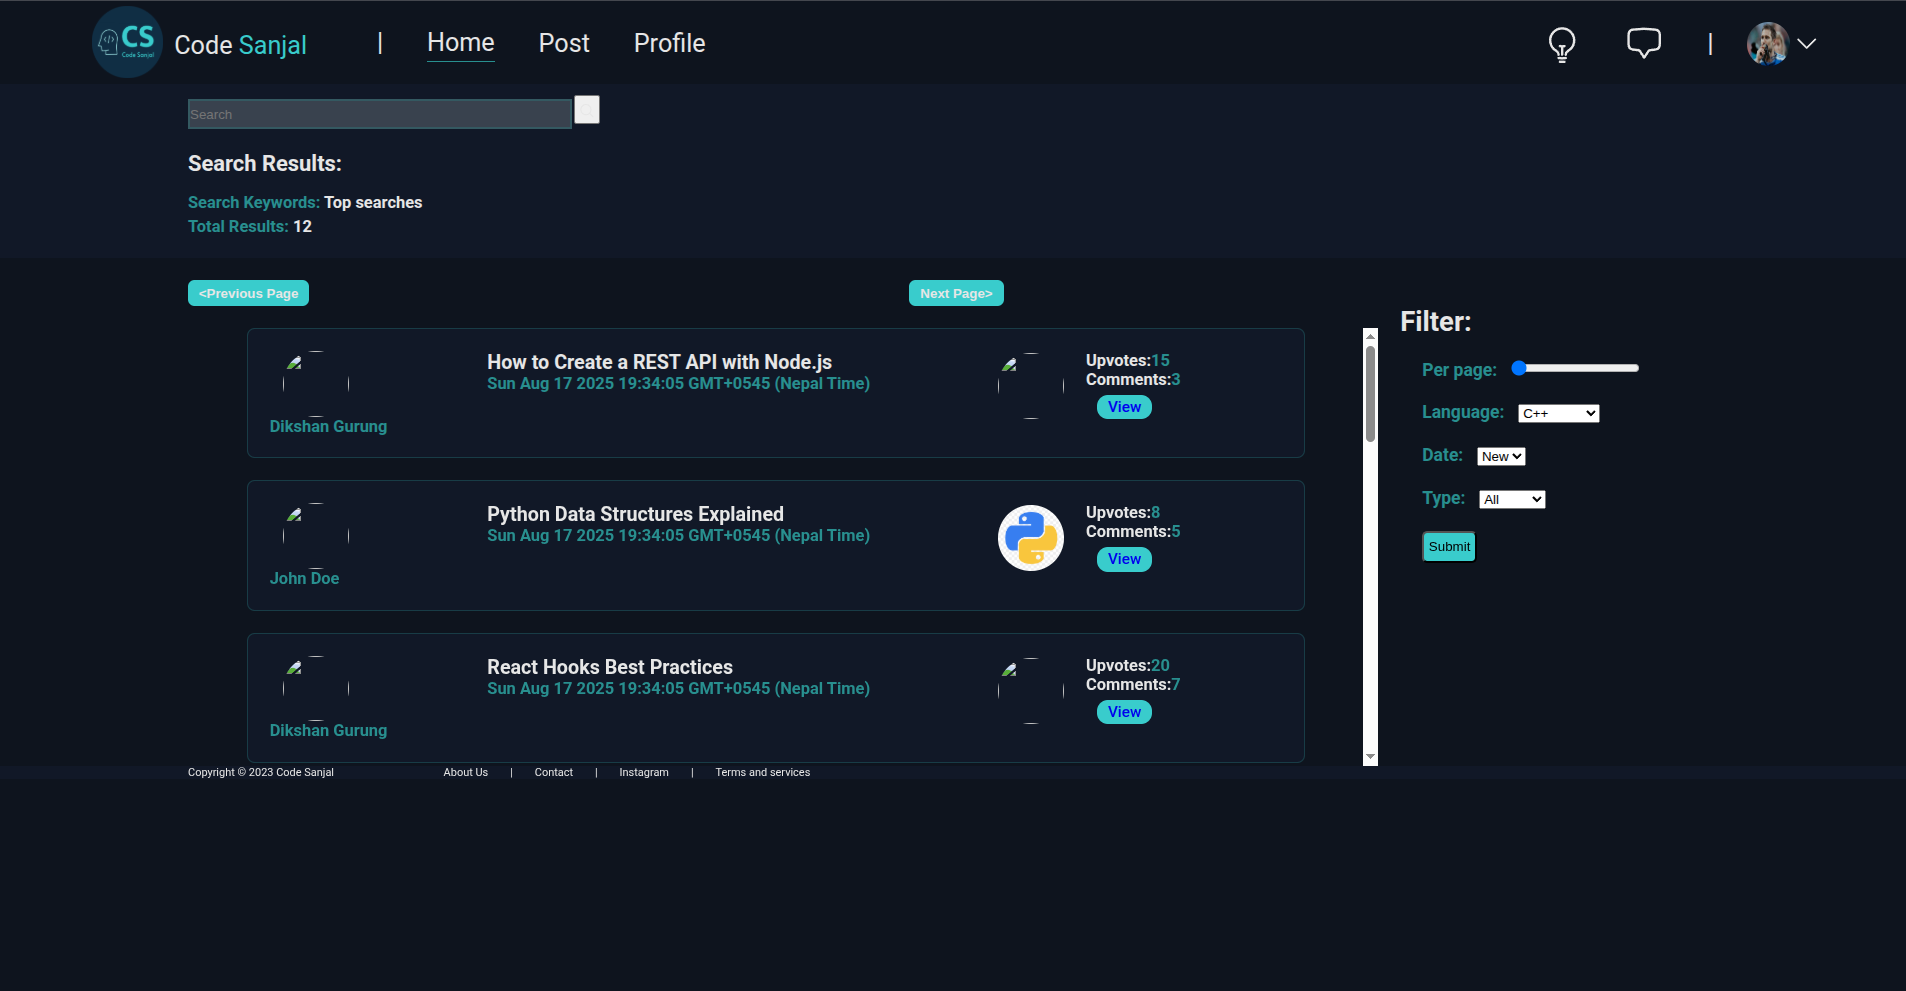 CS
Code Sanjal
Code Sanjal | Home Post Profile |
Search
Search Results:
Search Keywords: Top searches
Total Results: 12
<Previous Page Next Page>
Filter:
Per page:
Language: C++
Date: New
Type: All
Submit
How to Create a REST API with Node.js
Sun Aug 17 2025 19:34:05 GMT+0545 (Nepal Time)
Dikshan Gurung
Upvotes:15
Comments:3
View
Python Data Structures Explained
Sun Aug 17 2025 19:34:05 GMT+0545 (Nepal Time)
John Doe
Upvotes:8
Comments:5
View
React Hooks Best Practices
Sun Aug 17 2025 19:34:05 GMT+0545 (Nepal Time)
Dikshan Gurung
Upvotes:20
Comments:7
View
Copyright © 2023 Code Sanjal About Us | Contact | Instagram | Terms and services